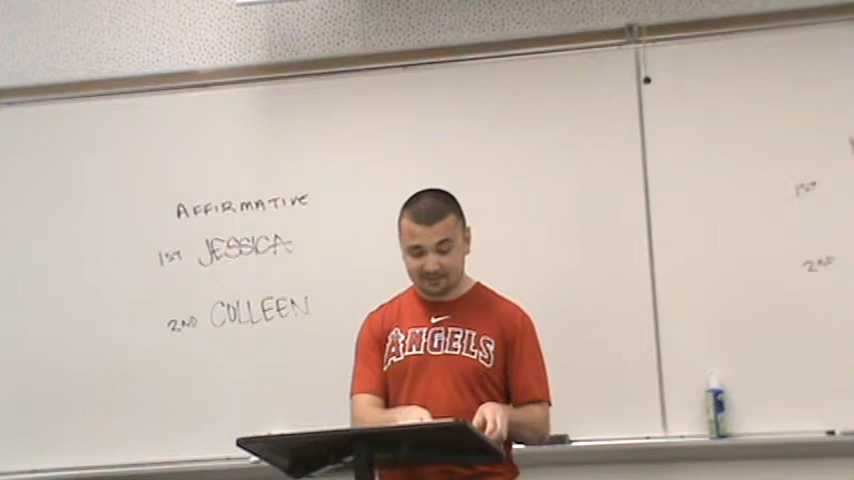 AFFIRMATIVE
1ST JESSICA
2ND COLLEEN
1ST
2ND
ANGELS